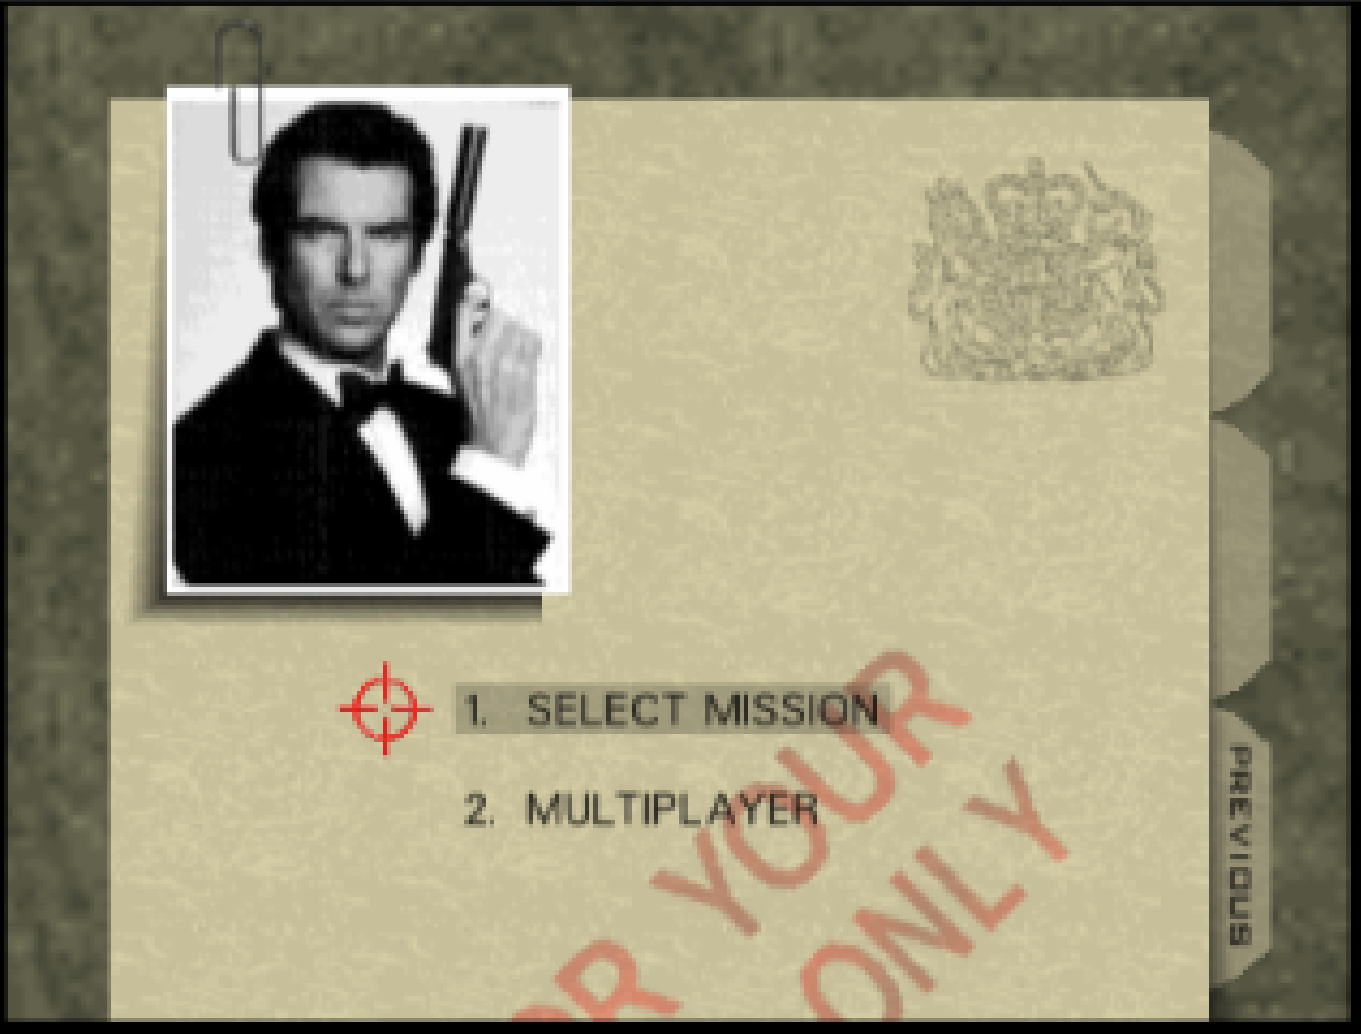 1. SELECT MISSION
2. MULTIPLAYER
PREVIOUS
YOUR
ONLY